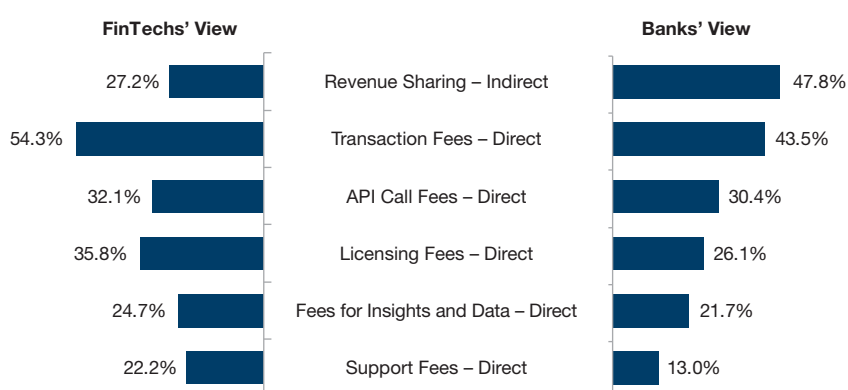 FinTechs’ View Banks’ View
27.2% Revenue Sharing – Indirect 47.8%
54.3% Transaction Fees – Direct 43.5%
32.1% API Call Fees – Direct 30.4%
35.8% Licensing Fees – Direct 26.1%
24.7% Fees for Insights and Data – Direct 21.7%
22.2% Support Fees – Direct 13.0%